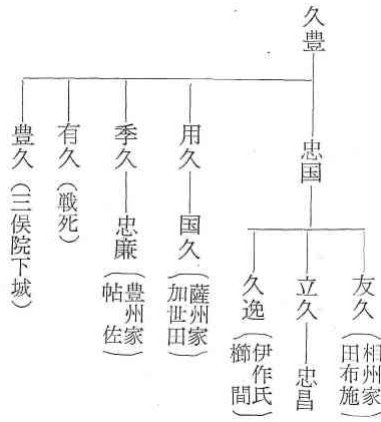 久豊
忠国
友久（相州家 田布施）
立久 忠昌
久逸（伊作氏 櫛間）
用久 国久（薩州家 加世田）
季久 忠廉（豊州家 帖佐）
有久（戦死）
豊久（三俣院下城）